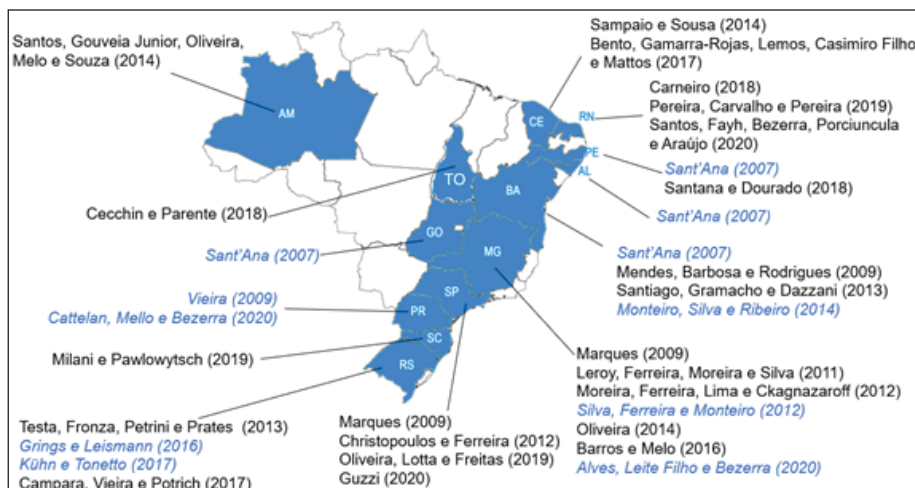 Santos, Gouveia Junior, Oliveira,
Melo e Souza (2014)
Sampaio e Sousa (2014)
Bento, Gamarra-Rojas, Lemos, Casimiro Filho
e Mattos (2017)
Carneiro (2018)
Pereira, Carvalho e Pereira (2019)
Santos, Fayh, Bezerra, Porciuncula
e Araújo (2020)
AM
CE
RN
PE
AL
Sant'Ana (2007)
Santana e Dourado (2018)
Sant'Ana (2007)
TO
BA
Cecchin e Parente (2018)
GO
MG
Sant'Ana (2007)
Sant'Ana (2007)
Mendes, Barbosa e Rodrigues (2009)
Santiago, Gramacho e Dazzani (2013)
Monteiro, Silva e Ribeiro (2014)
SP
PR
Vieira (2009)
Cattelan, Mello e Bezerra (2020)
SC
RS
Milani e Pawlowytsch (2019)
Marques (2009)
Leroy, Ferreira, Moreira e Silva (2011)
Moreira, Ferreira, Lima e Ckagnazaroff (2012)
Silva, Ferreira e Monteiro (2012)
Oliveira (2014)
Barros e Melo (2016)
Alves, Leite Filho e Bezerra (2020)
Marques (2009)
Christopoulos e Ferreira (2012)
Oliveira, Lotta e Freitas (2019)
Guzzi (2020)
Testa, Fronza, Petrini e Prates (2013)
Grings e Leismann (2016)
Kühn e Tonetto (2017)
Campara, Vieira e Potrich (2017)